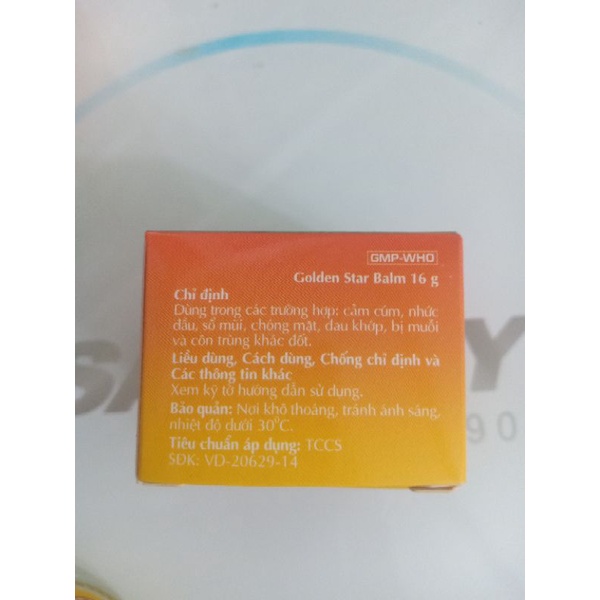 GMP-WHO
Golden Star Balm 16 g
Chỉ định
Dùng trong các trường hợp: cảm cúm, nhức
đầu, sổ mũi, chóng mặt, đau khớp, bị muỗi
và côn trùng khác đốt.
Liều dùng, Cách dùng, Chống chỉ định và
Các thông tin khác
Xem kỹ tờ hướng dẫn sử dụng.
Bảo quản: Nơi khô thoáng, tránh ánh sáng,
nhiệt độ dưới 30°C.
Tiêu chuẩn áp dụng: TCCS
SĐK: VD-20629-14
90